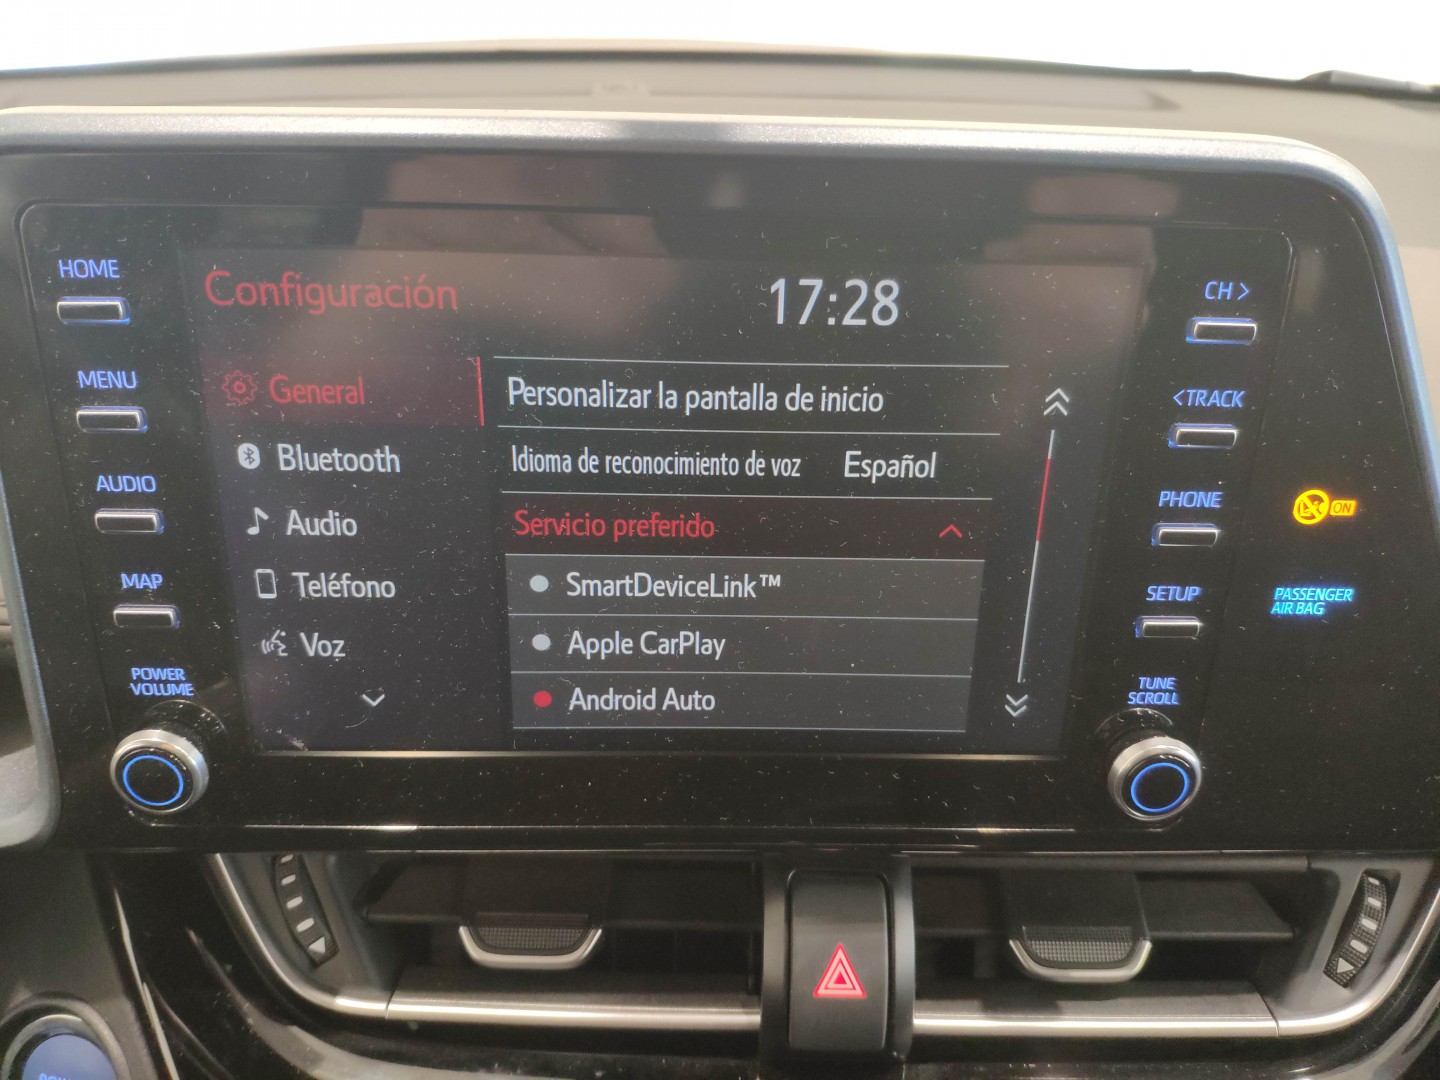 HOME
MENU
AUDIO
MAP
POWER
VOLUME
Configuración
17:28
General
Bluetooth
Audio
Teléfono
Voz
Personalizar la pantalla de inicio
Idioma de reconocimiento de voz Español
Servicio preferido
SmartDeviceLink™
Apple CarPlay
Android Auto
CH >
<TRACK
PHONE
SETUP
TUNE
SCROLL
ON
PASSENGER
AIR BAG